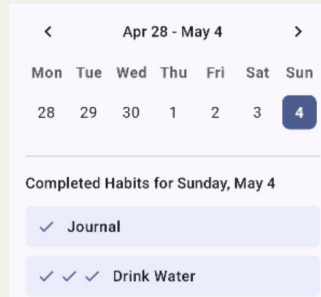 Apr 28 - May 4
Mon Tue Wed Thu Fri Sat Sun
28 29 30 1 2 3 4
Completed Habits for Sunday, May 4
Journal
Drink Water